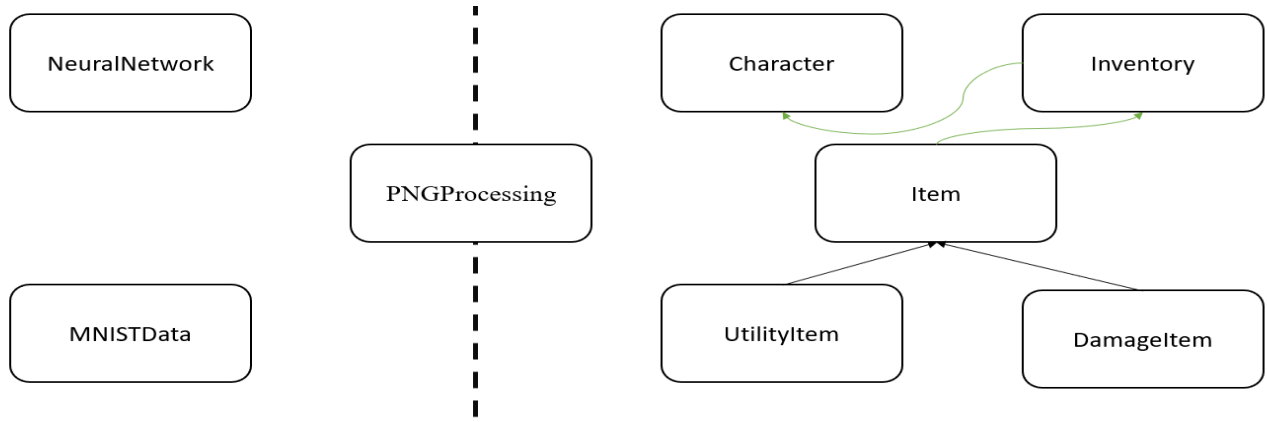 NeuralNetwork
Character
Inventory
PNGProcessing
Item
MNISTData
UtilityItem
DamageItem